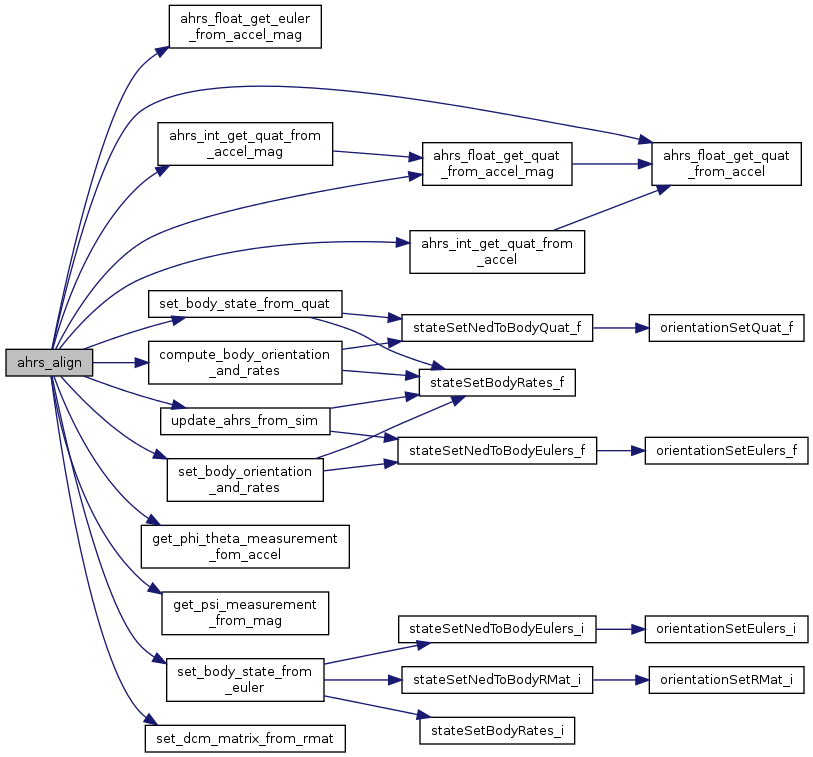 ahrs_float_get_euler
_from_accel_mag
ahrs_int_get_quat_from
_accel_mag
ahrs_float_get_quat
_from_accel_mag
ahrs_float_get_quat
_from_accel
ahrs_int_get_quat_from
_accel
set_body_state_from_quat
stateSetNedToBodyQuat_f
orientationSetQuat_f
ahrs_align
compute_body_orientation
_and_rates
stateSetBodyRates_f
update_ahrs_from_sim
stateSetNedToBodyEulers_f
orientationSetEulers_f
set_body_orientation
_and_rates
get_phi_theta_measurement
_fom_accel
get_psi_measurement
_from_mag
stateSetNedToBodyEulers_i
orientationSetEulers_i
set_body_state_from
_euler
stateSetNedToBodyRMat_i
orientationSetRMat_i
stateSetBodyRates_i
set_dcm_matrix_from_rmat